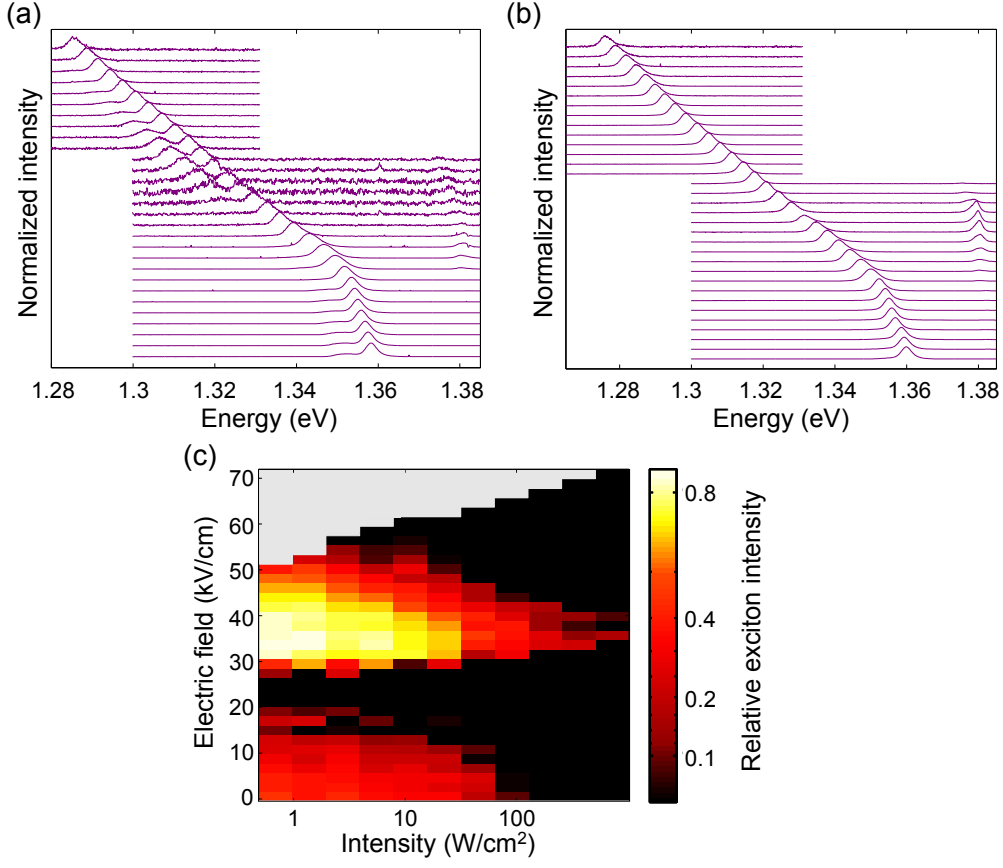 (a)
Normalized intensity
1.28 1.3 1.32 1.34 1.36 1.38
Energy (eV)
(b)
Normalized intensity
1.28 1.3 1.32 1.34 1.36 1.38
Energy (eV)
(c)
Electric field (kV/cm)
70
60
50
40
30
20
10
0
1 10 100
Intensity (W/cm²)
0.8
0.4
0.2
0.1
Relative exciton intensity